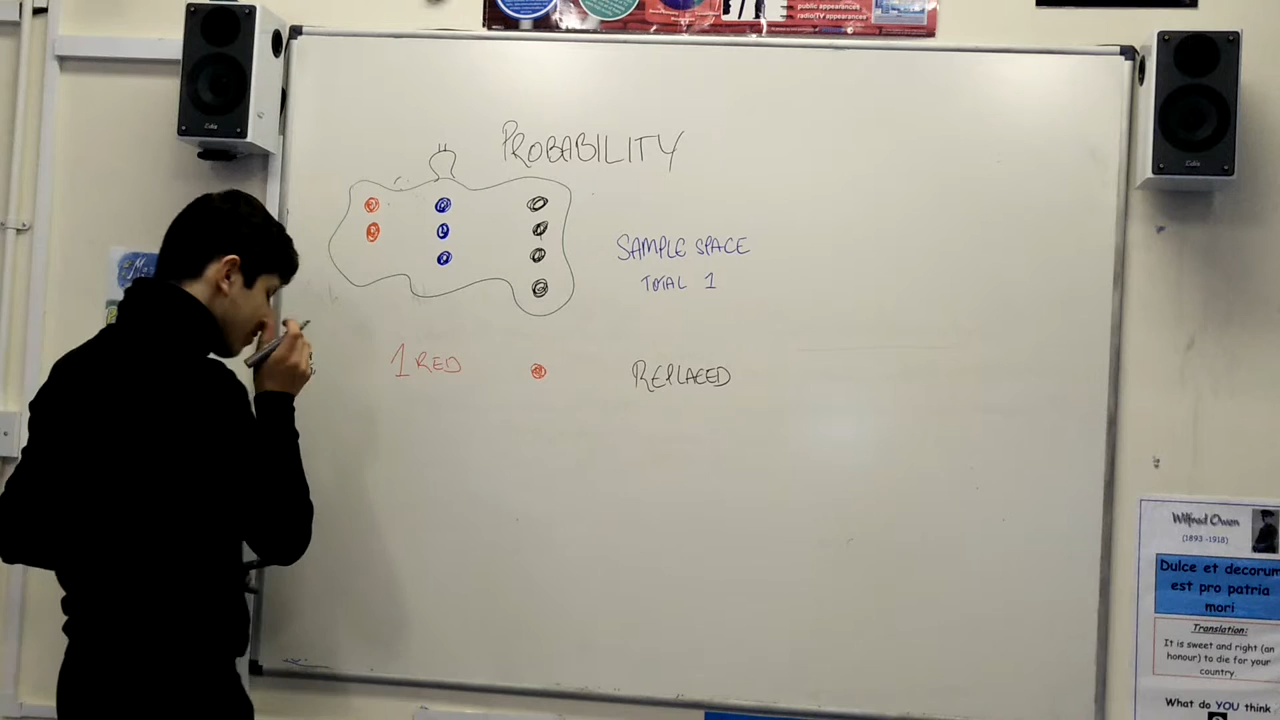 public appearances
radio/TV appearances
PROBABILITY
SAMPLE SPACE
TOTAL 1
1 RED
REPLACED
Wilfred Owen
(1893 -1918)
Dulce et decorum
est pro patria
mori
Translation:
It is sweet and right (an
honour) to die for your
country.
What do YOU think